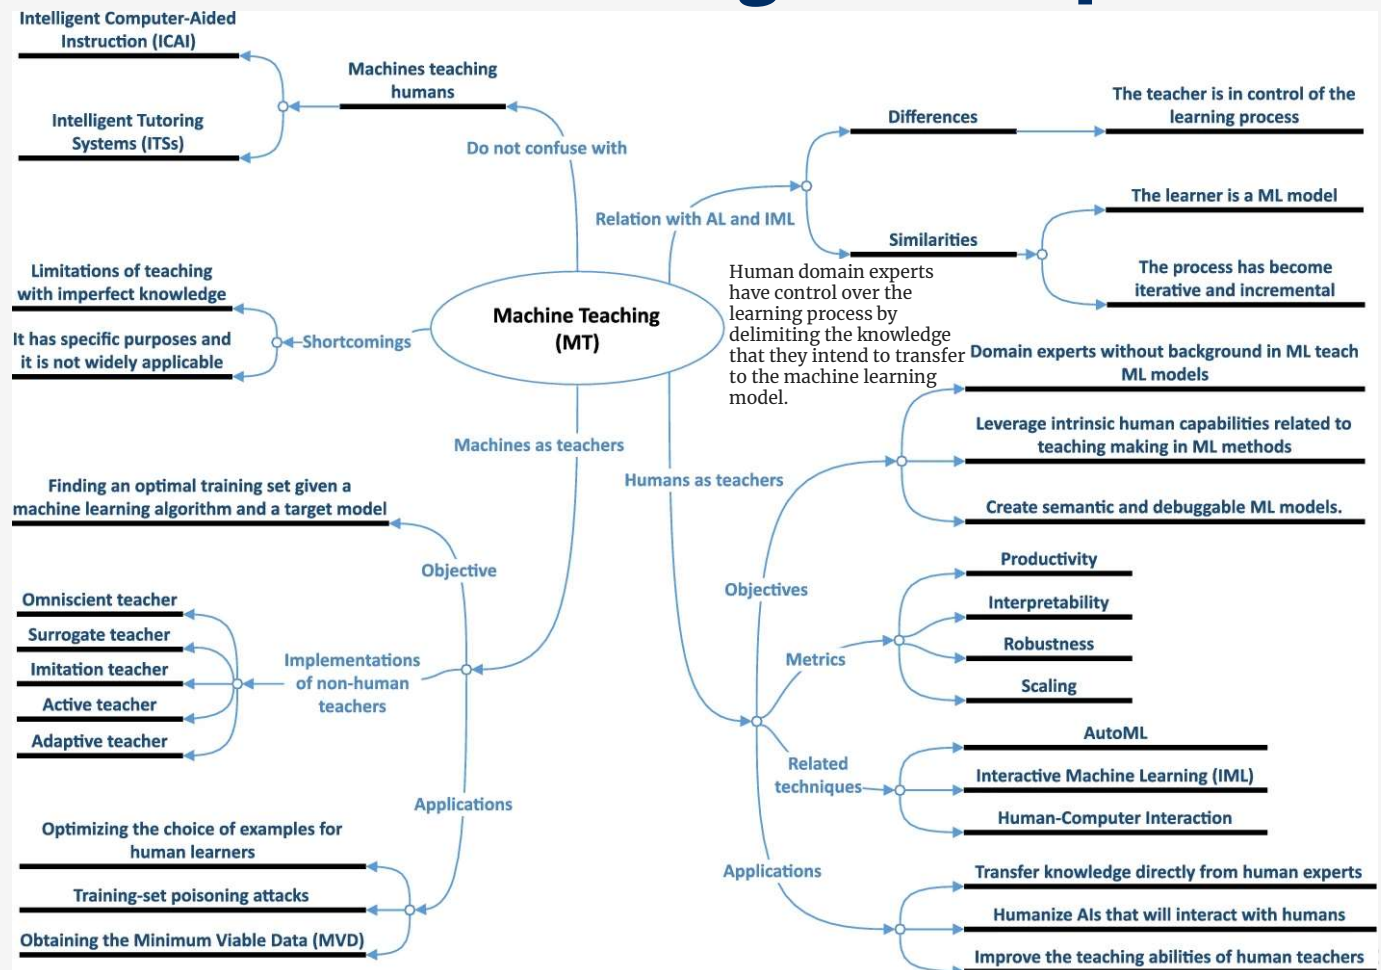 Intelligent Computer-Aided
Instruction (ICAI)
Intelligent Tutoring
Systems (ITSs)
Machines teaching
humans
Do not confuse with
Relation with AL and IML
Differences
The teacher is in control of the
learning process
Similarities
The learner is a ML model
The process has become
iterative and incremental
Limitations of teaching
with imperfect knowledge
It has specific purposes and
it is not widely applicable
Shortcomings
Machine Teaching
(MT)
Human domain experts
have control over the
learning process by
delimiting the knowledge
that they intend to transfer
to the machine learning
model.
Machines as teachers
Finding an optimal training set given a
machine learning algorithm and a target model
Objective
Omniscient teacher
Surrogate teacher
Imitation teacher
Active teacher
Adaptive teacher
Implementations
of non-human
teachers
Applications
Optimizing the choice of examples for
human learners
Training-set poisoning attacks
Obtaining the Minimum Viable Data (MVD)
Humans as teachers
Objectives
Domain experts without background in ML teach
ML models
Leverage intrinsic human capabilities related to
teaching making in ML methods
Create semantic and debuggable ML models.
Metrics
Productivity
Interpretability
Robustness
Scaling
Related
techniques
AutoML
Interactive Machine Learning (IML)
Human-Computer Interaction
Applications
Transfer knowledge directly from human experts
Humanize AIs that will interact with humans
Improve the teaching abilities of human teachers